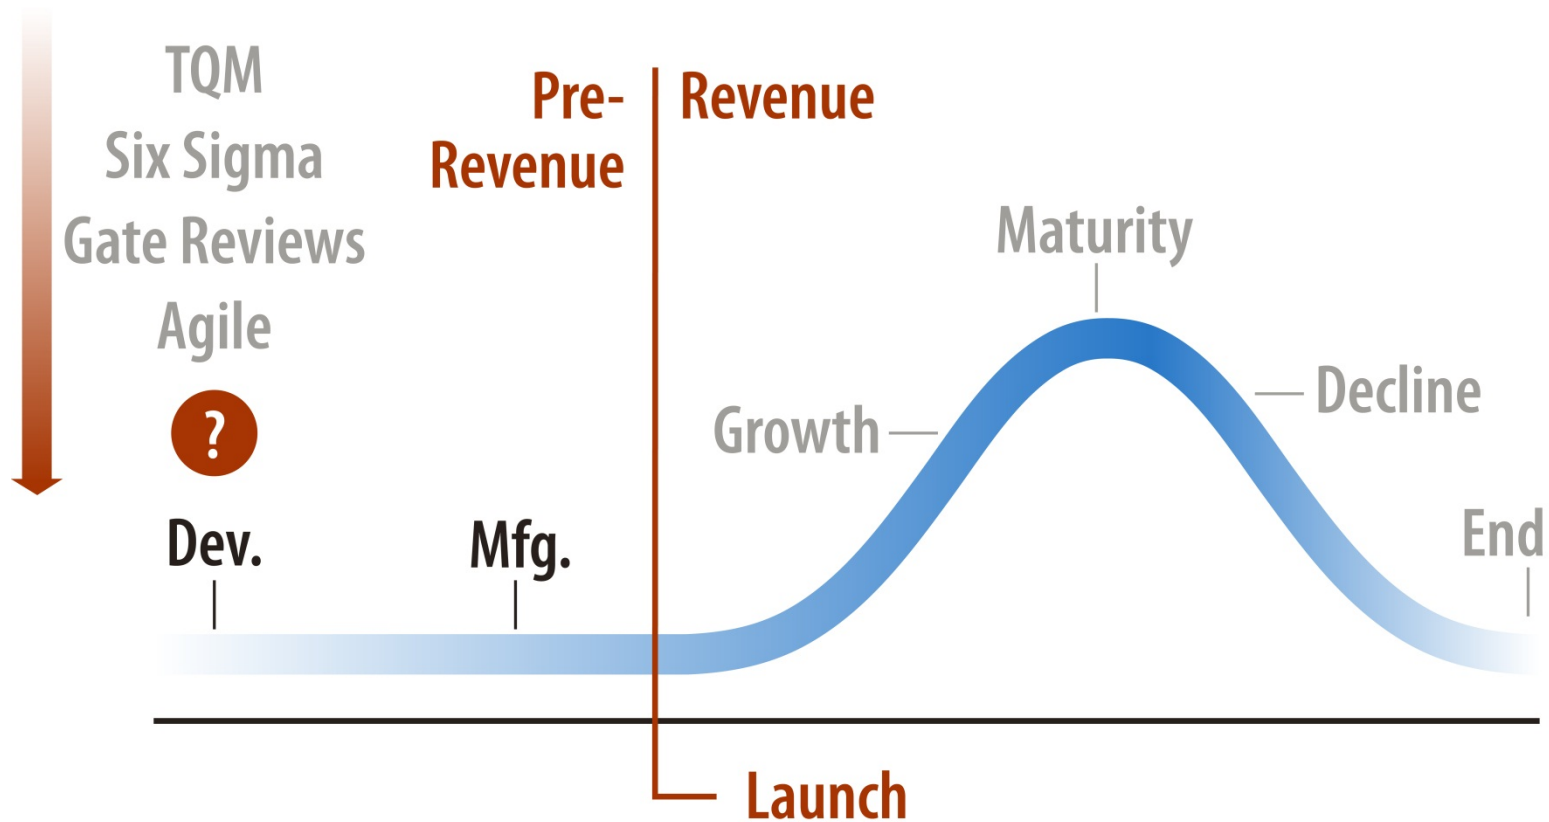 TQM
Six Sigma
Gate Reviews
Agile
?
Dev.
Mfg.
Pre-
Revenue
Revenue
Growth
Maturity
Decline
End
Launch